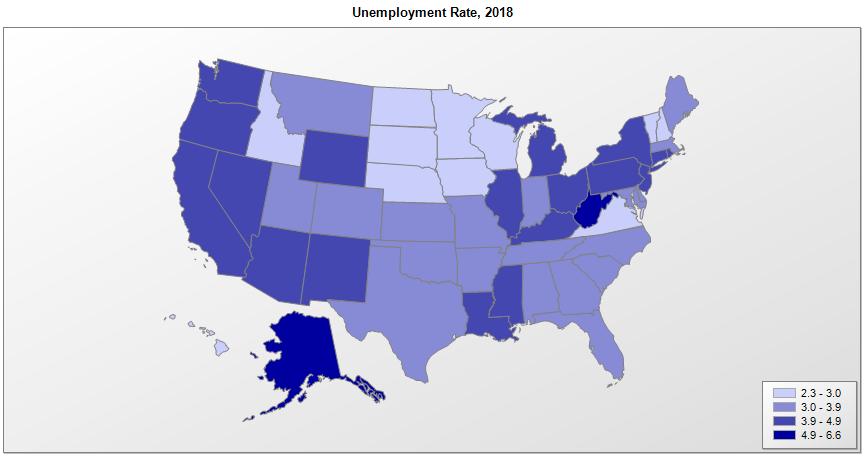 Unemployment Rate, 2018
2.3 - 3.0
3.0 - 3.9
3.9 - 4.9
4.9 - 6.6